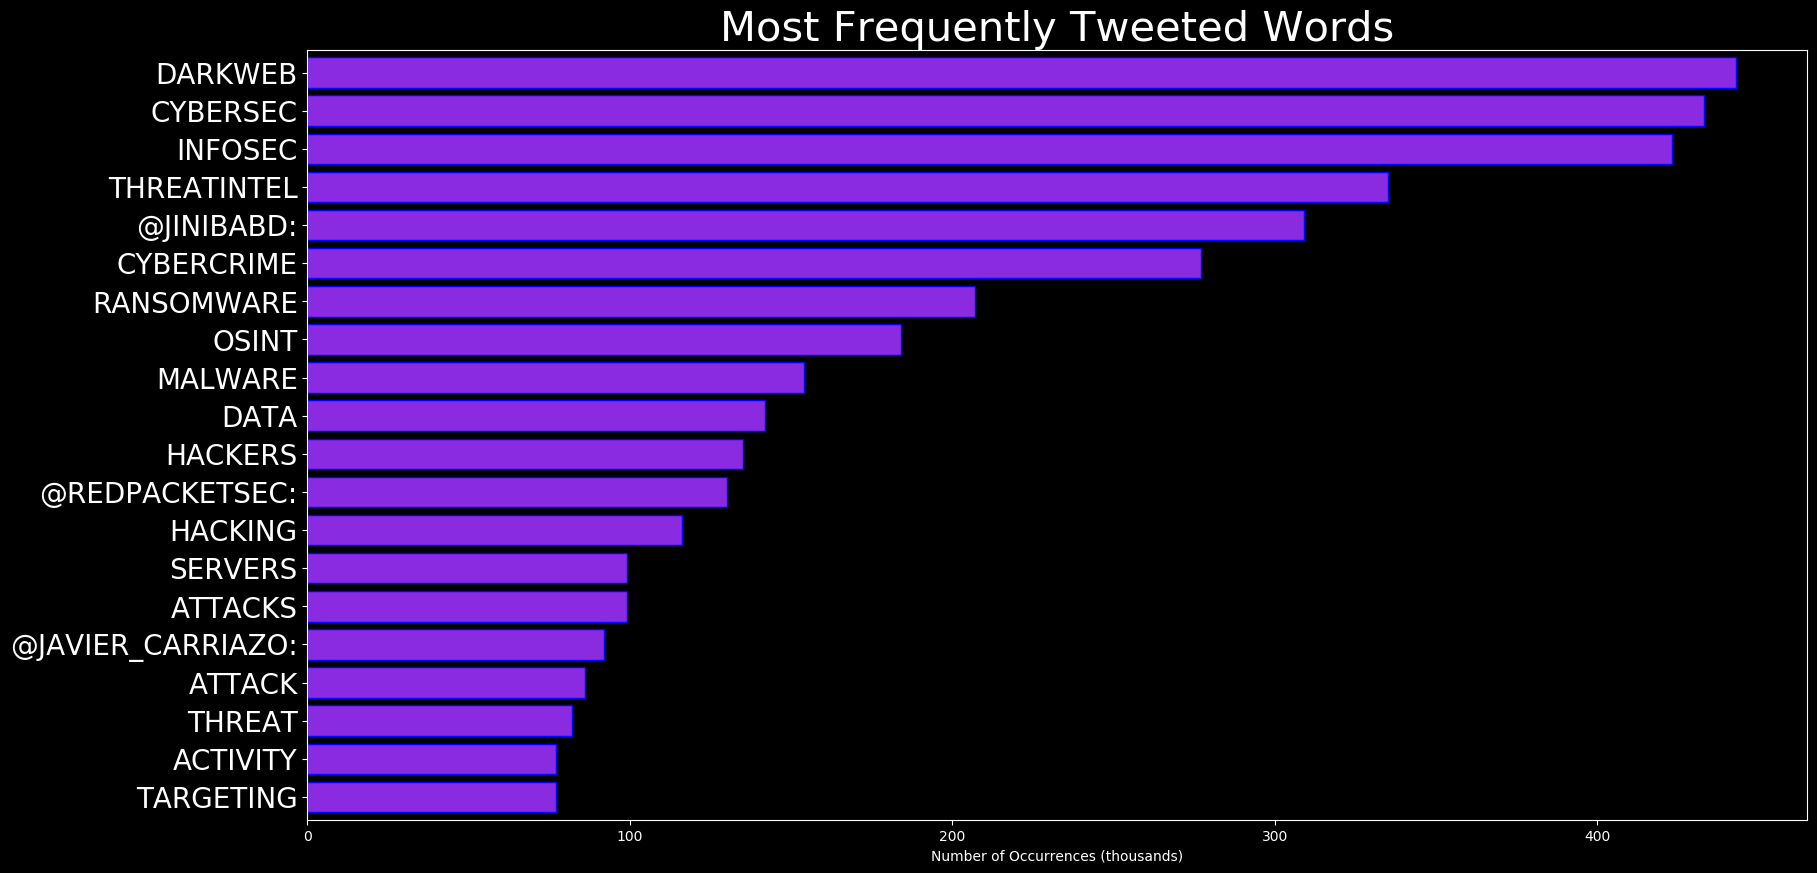 Most Frequently Tweeted Words
DARKWEB
CYBERSEC
INFOSEC
THREATINTEL
@JINIBABD:
CYBERCRIME
RANSOMWARE
OSINT
MALWARE
DATA
HACKERS
@REDPACKETSEC:
HACKING
SERVERS
ATTACKS
@JAVIER_CARRIAZO:
ATTACK
THREAT
ACTIVITY
TARGETING
0 100 200 300 400
Number of Occurrences (thousands)